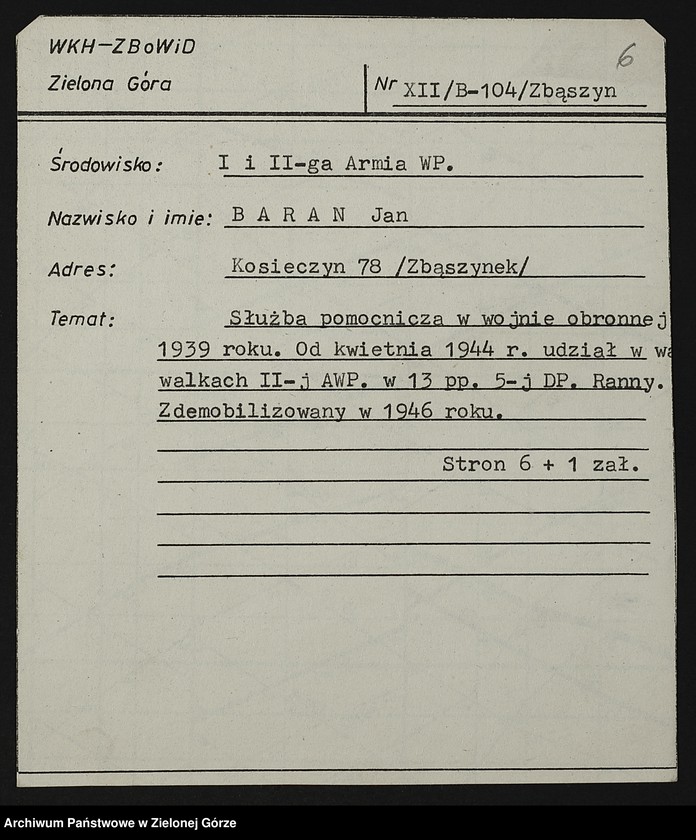 6
WKH-ZBoWiD
Zielona Góra
Nr XII/B-104/Zbąszyn
Środowisko: I i II-ga Armia WP.
Nazwisko i imie: B A R A N Jan
Adres: Kosieczyn 78 /Zbąszynek/
Temat: Służba pomocnicza w wojnie obronnej
1939 roku. Od kwietnia 1944 r. udział w wa
walkach II-j AWP. w 13 pp. 5-j DP. Ranny.
Zdemobilizowany w 1946 roku.
Stron 6 + 1 zał.
Archiwum Państwowe w Zielonej Górze